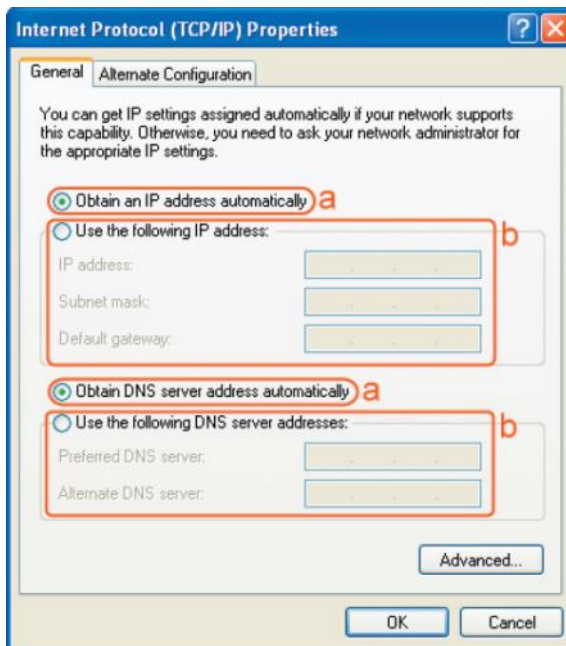 Internet Protocol (TCP/IP) Properties
General
Alternate Configuration
You can get IP settings assigned automatically if your network supports
this capability. Otherwise, you need to ask your network administrator for
the appropriate IP settings.
Obtain an IP address automatically a
Use the following IP address: b
IP address:
Subnet mask:
Default gateway:
Obtain DNS server address automatically a
Use the following DNS server addresses: b
Preferred DNS server:
Alternate DNS server:
Advanced...
OK
Cancel